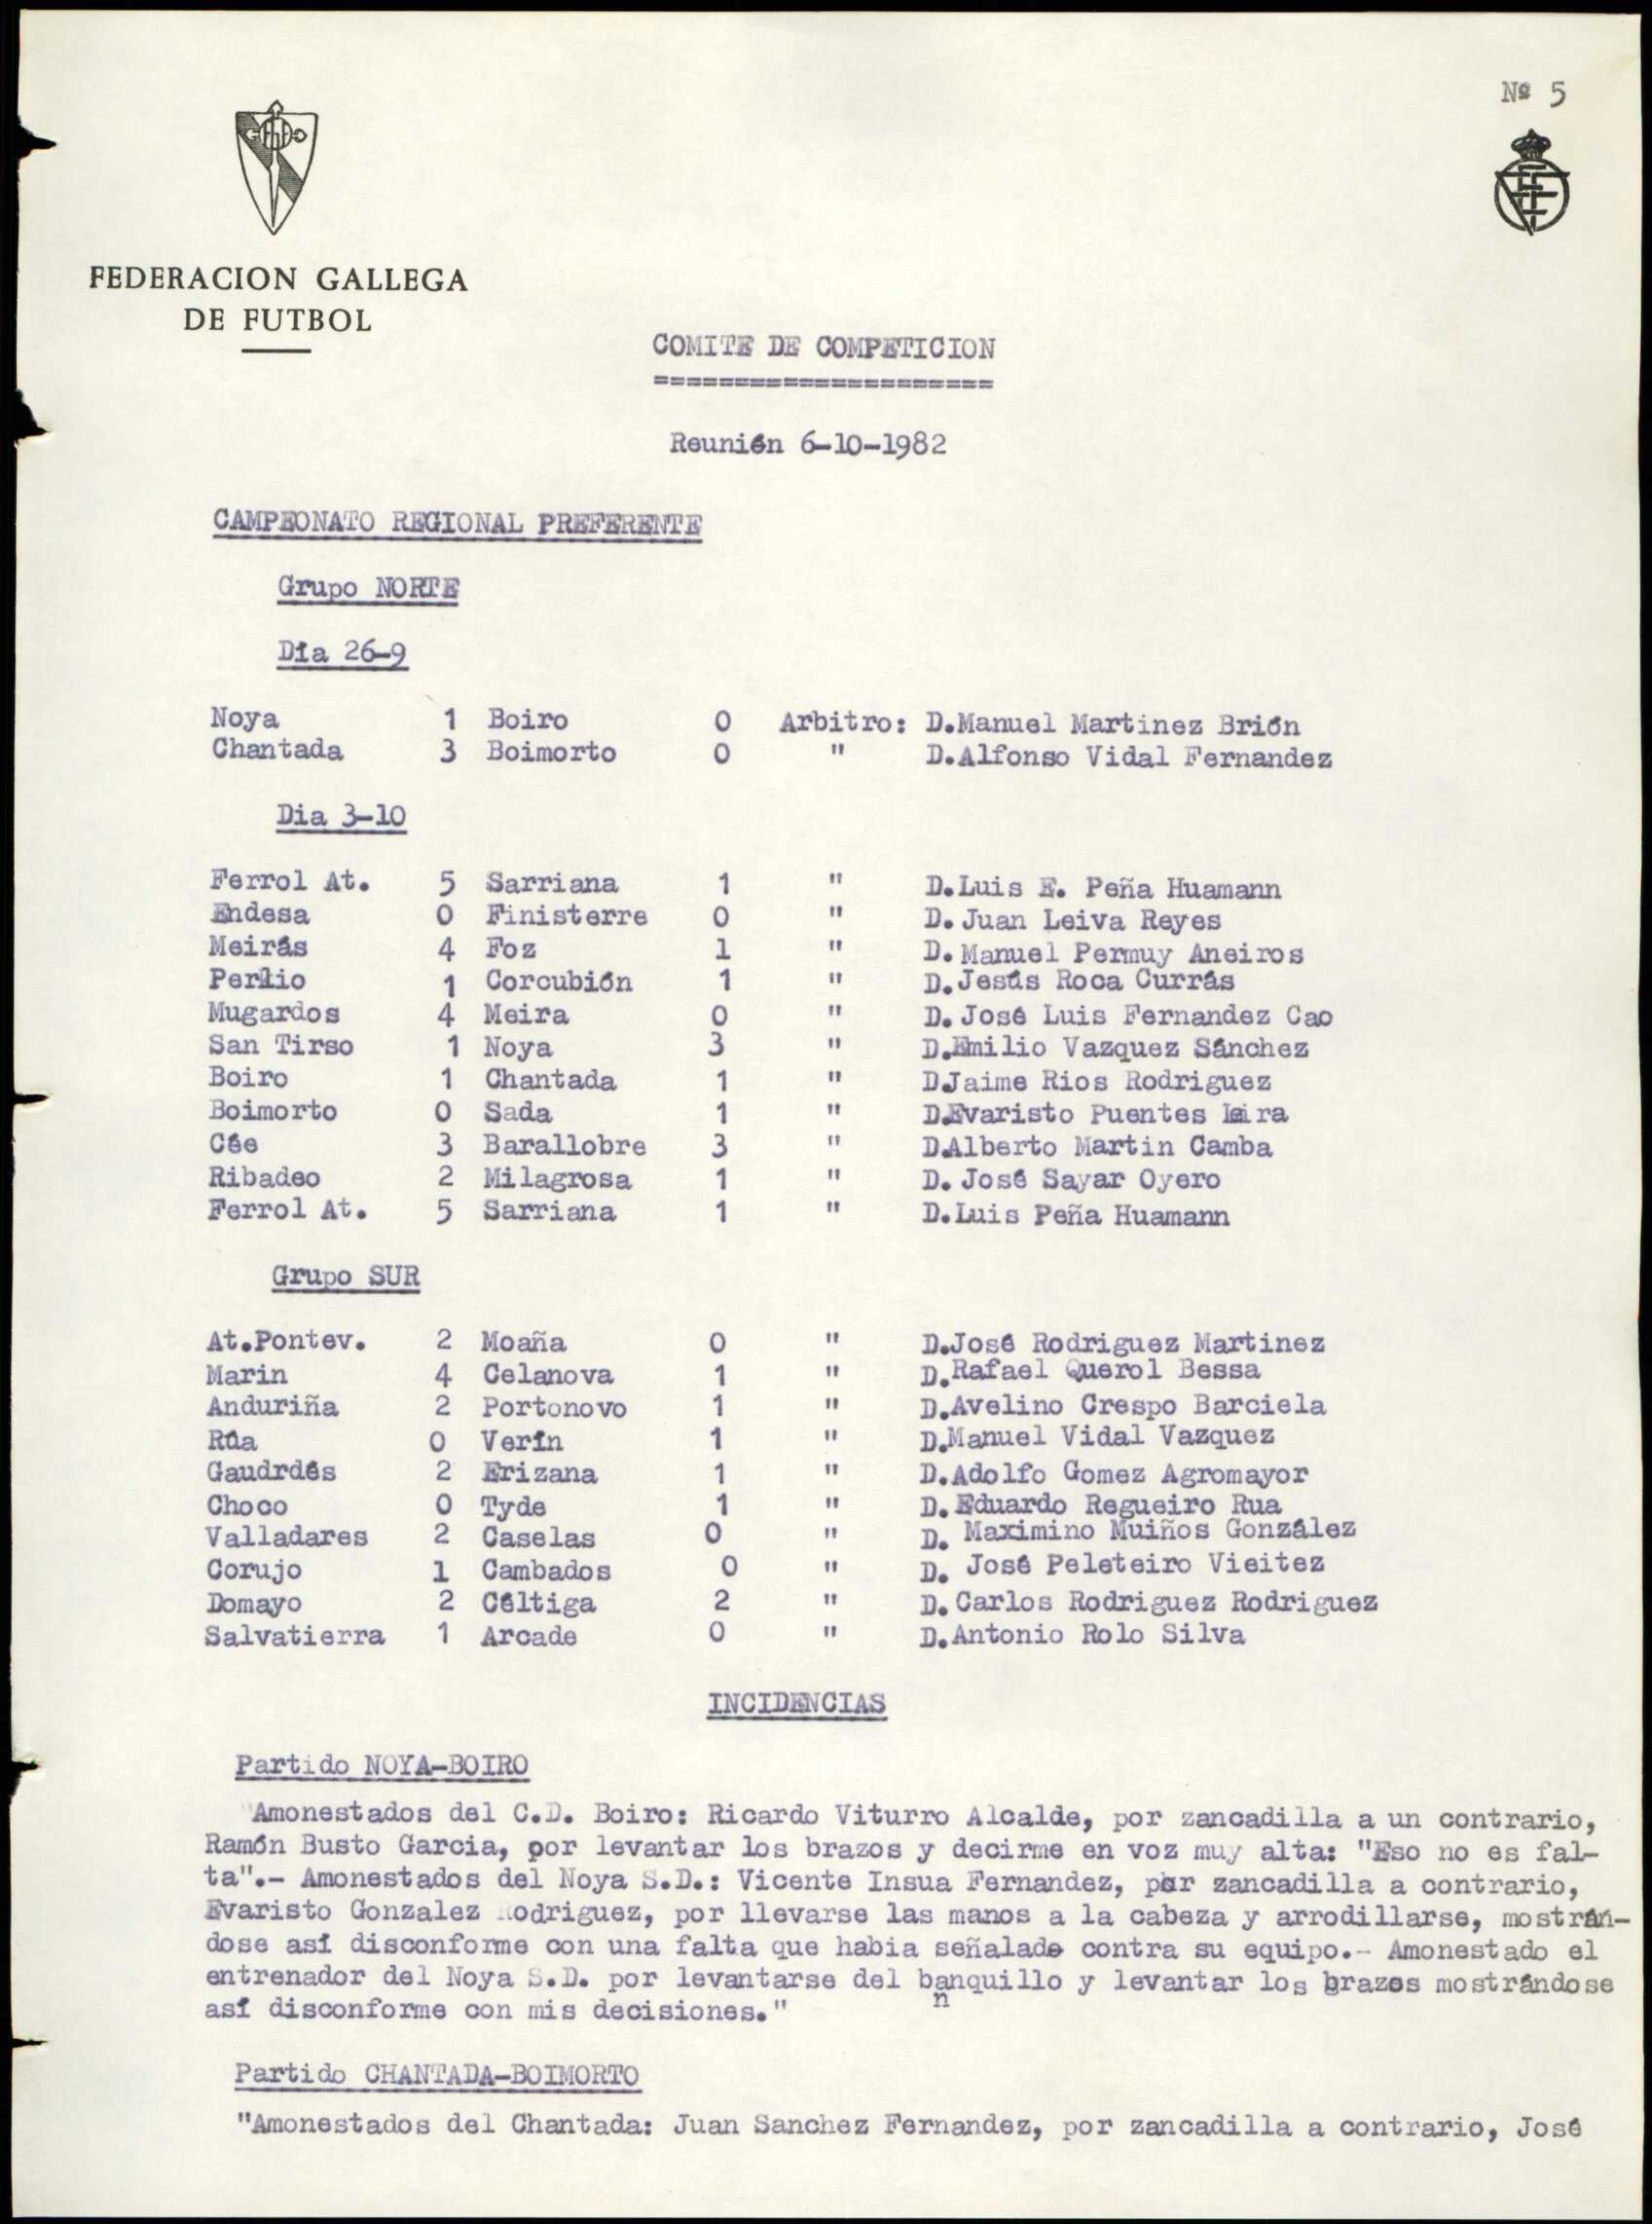 Nº 5
FEDERACION GALLEGA
DE FUTBOL
COMITE DE COMPETICION
=====================
Reunión 6-10-1982
CAMPEONATO REGIONAL PREFERENTE
Grupo NORTE
Día 26-9
Noya 1 Boiro 0 Arbitro: D.Manuel Martinez Brión
Chantada 3 Boimorto 0 " D.Alfonso Vidal Fernandez
Dia 3-10
Ferrol At. 5 Sarriana 1 " D.Luis E. Peña Huamann
Endesa 0 Finisterre 0 " D. Juan Leiva Reyes
Meirás 4 Foz 1 " D. Manuel Permuy Aneiros
Perlio 1 Corcubión 1 " D.Jesús Roca Currás
Mugardos 4 Meira 0 " D. José Luis Fernandez Cao
San Tirso 1 Noya 3 " D.Emilio Vazquez Sánchez
Boiro 1 Chantada 1 " D.Jaime Rios Rodriguez
Boimorto 0 Sada 1 " D.Evaristo Puentes Leira
Cée 3 Barallobre 3 " D.Alberto Martin Camba
Ribadeo 2 Milagrosa 1 " D. José Sayar Oyero
Ferrol At. 5 Sarriana 1 " D.Luis Peña Huamann
Grupo SUR
At.Pontev. 2 Moaña 0 " D.José Rodriguez Martinez
Marin 4 Celanova 1 " D.Rafael Querol Bessa
Anduriña 2 Portonovo 1 " D.Avelino Crespo Barciela
Rúa 0 Verín 1 " D.Manuel Vidal Vazquez
Gaudrdés 2 Erizana 1 " D.Adolfo Gomez Agromayor
Choco 0 Tyde 1 " D. Eduardo Regueiro Rua
Valladares 2 Caselas 0 " D. Maximino Muiños González
Corujo 1 Cambados 0 " D. José Peleteiro Vieitez
Domayo 2 Céltiga 2 " D. Carlos Rodriguez Rodriguez
Salvatierra 1 Arcade 0 " D.Antonio Rolo Silva
INCIDENCIAS
Partido NOYA-BOIRO
"Amonestados del C.D. Boiro: Ricardo Viturro Alcalde, por zancadilla a un contrario,
Ramón Busto Garcia, por levantar los brazos y decirme en voz muy alta: "Eso no es fal-
ta".- Amonestados del Noya S.D.: Vicente Insua Fernandez, por zancadilla a contrario,
Evaristo Gonzalez Rodriguez, por llevarse las manos a la cabeza y arrodillarse, mostrán-
dose así disconforme con una falta que habia señalado contra su equipo.- Amonestado el
entrenador del Noya S.D. por levantarse del banquillo y levantar los brazos mostrándose
así disconforme con mis decisiones." n
Partido CHANTADA-BOIMORTO
"Amonestados del Chantada: Juan Sanchez Fernandez, por zancadilla a contrario, José